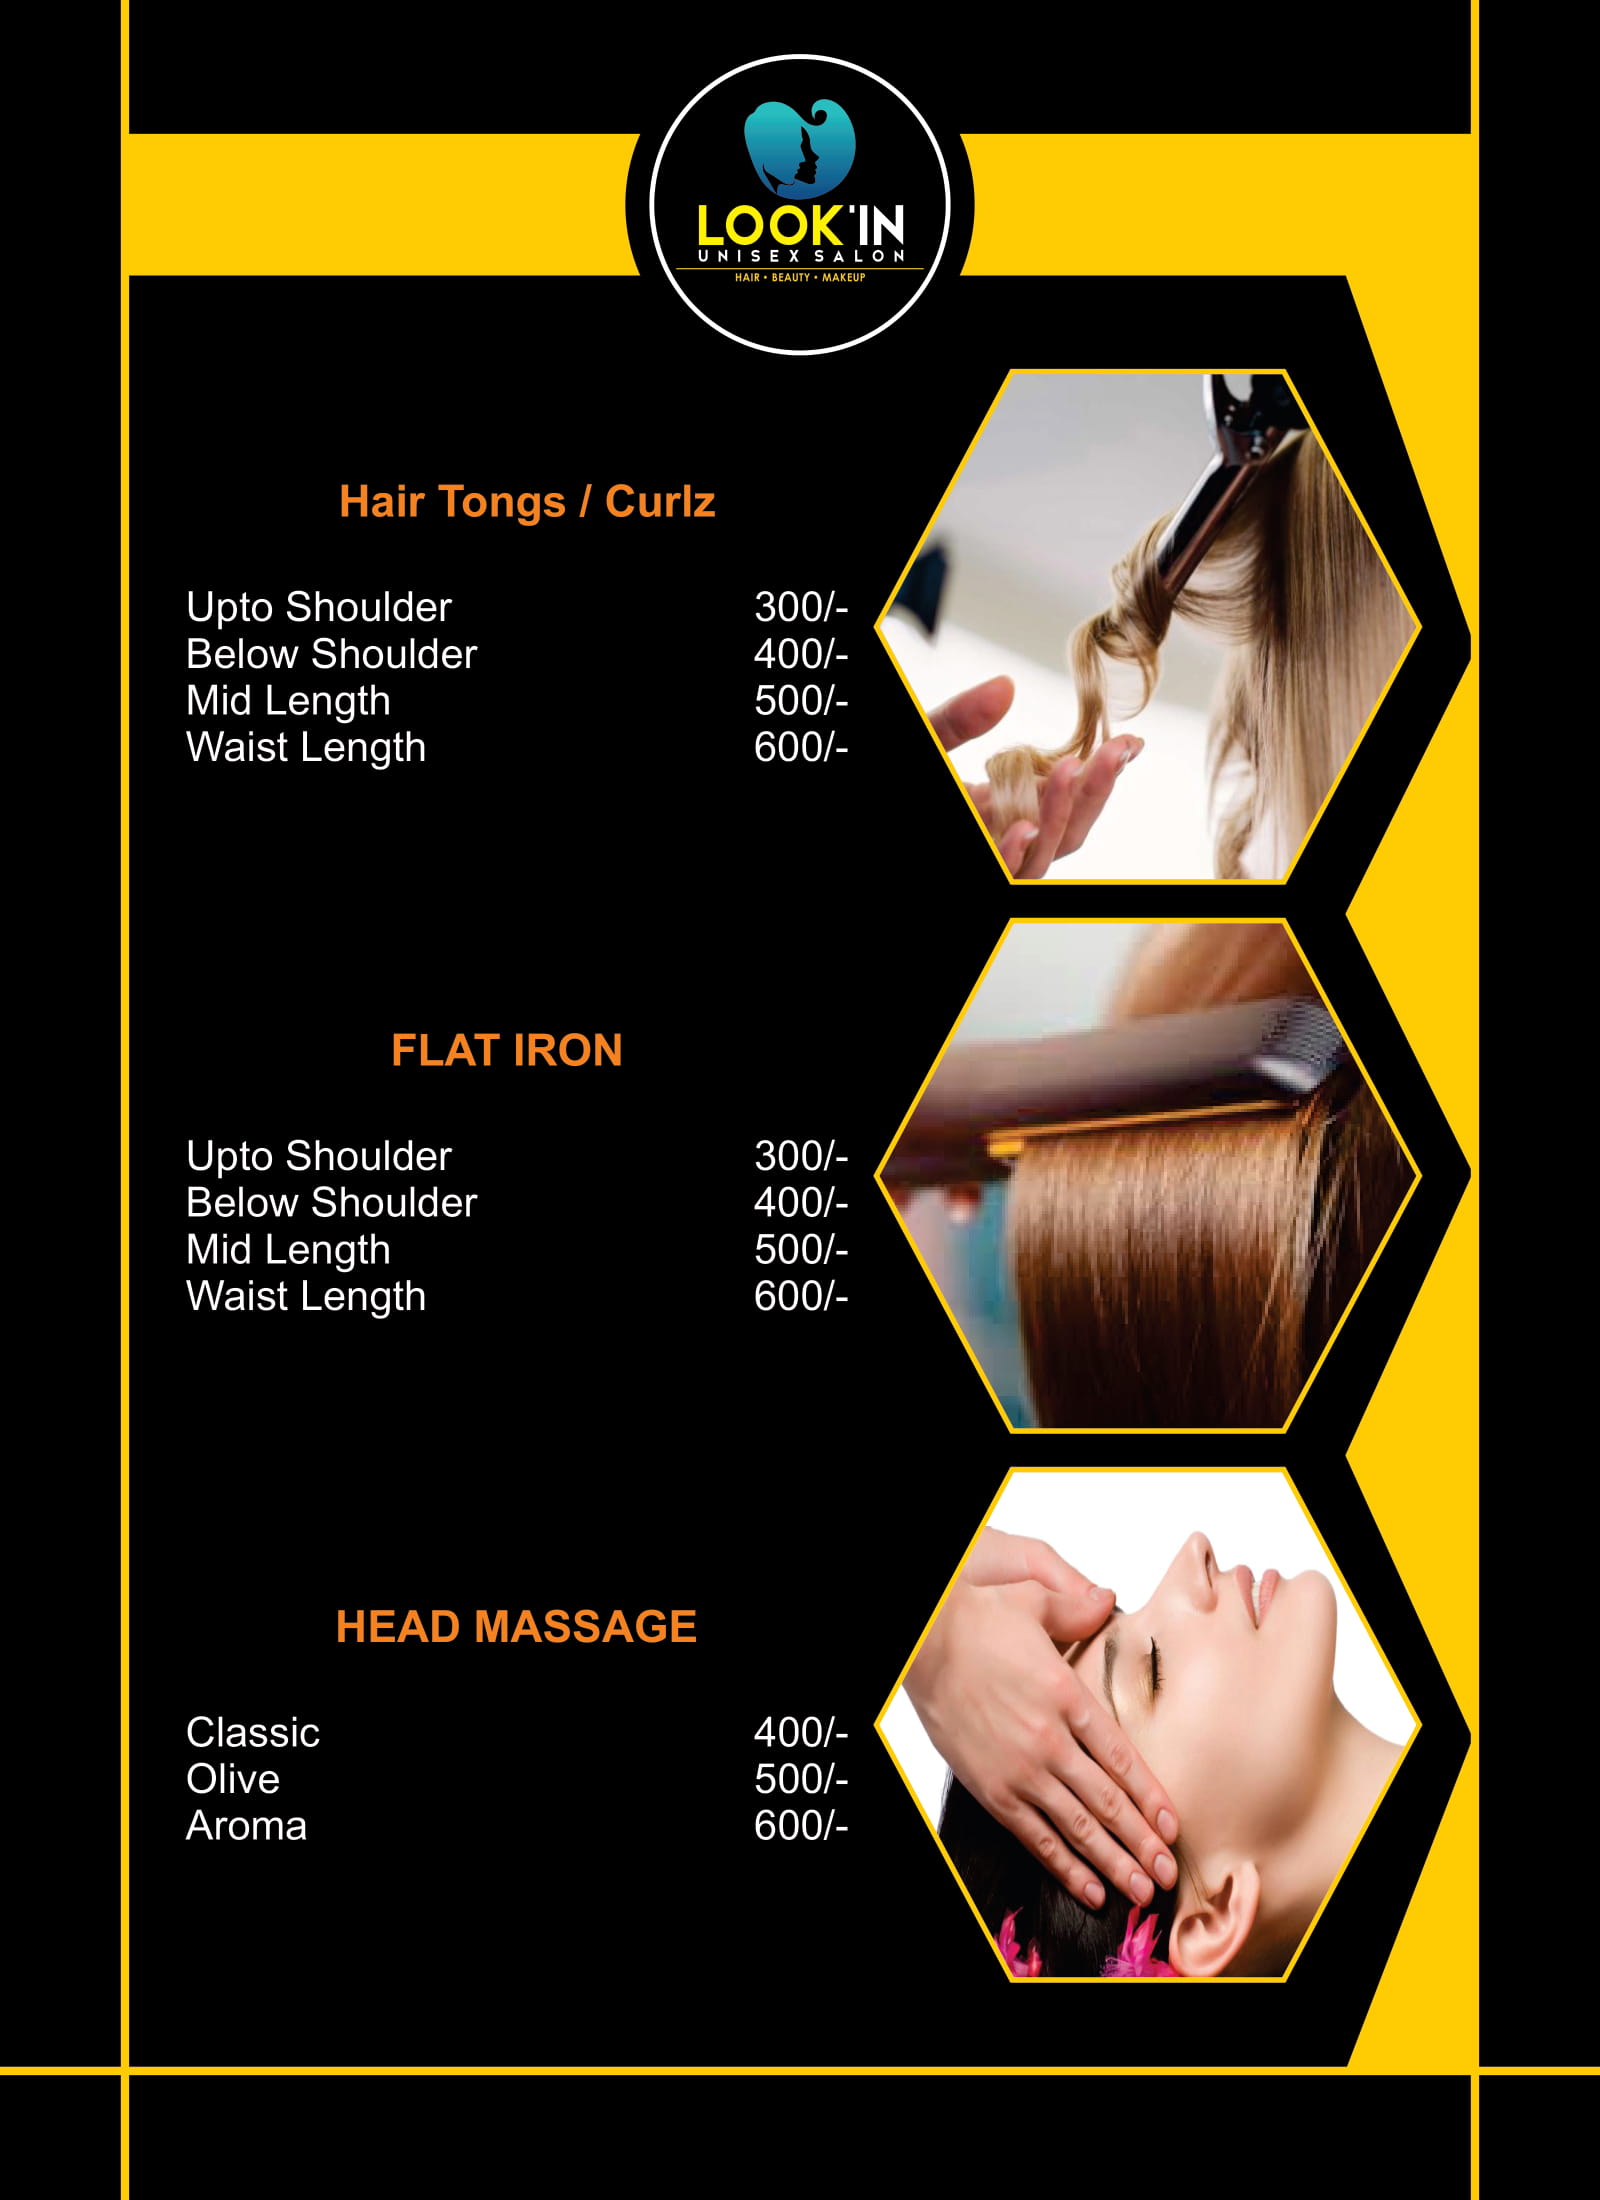 LOOK'IN
UNISEX SALON
HAIR • BEAUTY • MAKEUP
Hair Tongs / Curlz
Upto Shoulder 300/-
Below Shoulder 400/-
Mid Length 500/-
Waist Length 600/-
FLAT IRON
Upto Shoulder 300/-
Below Shoulder 400/-
Mid Length 500/-
Waist Length 600/-
HEAD MASSAGE
Classic 400/-
Olive 500/-
Aroma 600/-